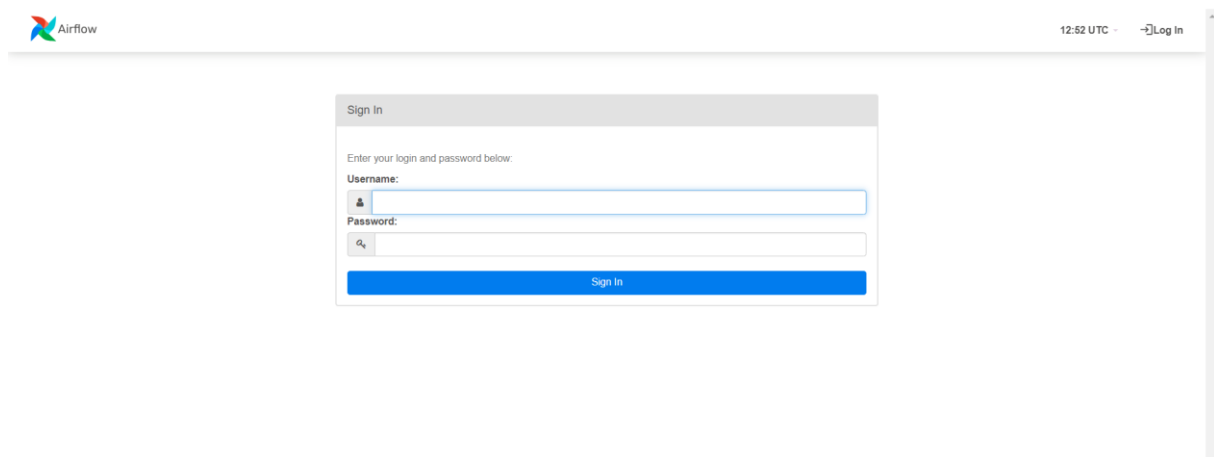 Airflow
12:52 UTC
Log In
Sign In
Enter your login and password below:
Username:
Password:
Sign In